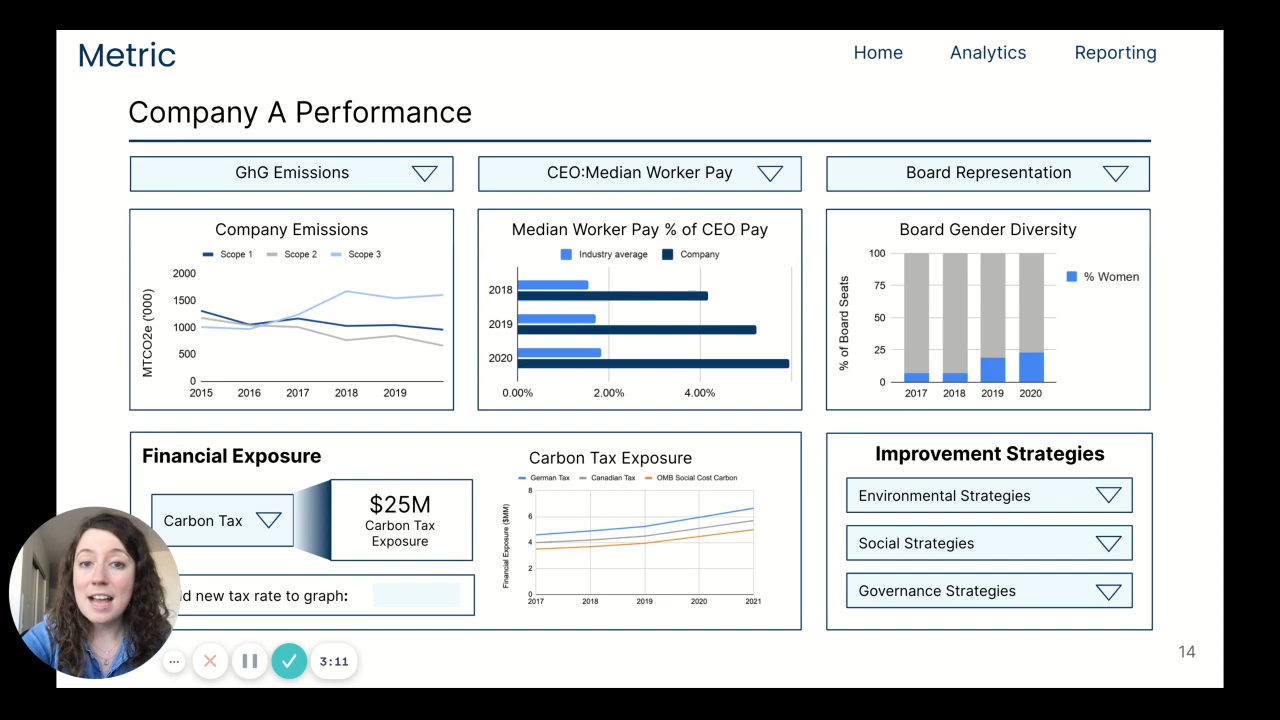 Metric
Home
Analytics
Reporting
Company A Performance
GhG Emissions
CEO:Median Worker Pay
Board Representation
Company Emissions
Scope 1
Scope 2
Scope 3
MTCO2e ('000)
2000
1500
1000
500
0
2015
2016
2017
2018
2019
Median Worker Pay % of CEO Pay
Industry average
Company
2018
2019
2020
0.00%
2.00%
4.00%
Board Gender Diversity
% Women
% of Board Seats
100
75
50
25
0
2017
2018
2019
2020
Financial Exposure
Carbon Tax
$25M
Carbon Tax
Exposure
d new tax rate to graph:
Carbon Tax Exposure
German Tax
Canadian Tax
OMB Social Cost Carbon
Financial Exposure ($MM)
8
6
4
2
0
2017
2018
2019
2020
2021
Improvement Strategies
Environmental Strategies
Social Strategies
Governance Strategies
3:11
14